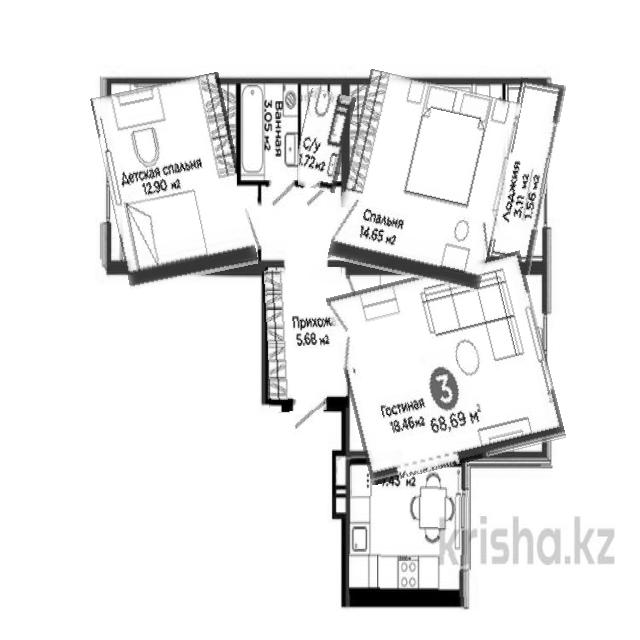 Детская спальня
12.90 м2
Ванная
3.05 м2
С/у
1.72 м2
Спальня
14.65 м2
Лоджия
3.11 м2
1.56 м2
Прихожая
5.68 м2
Гостиная
18.46 м2
3
68,69 м²
7.43 м2
krisha.kz